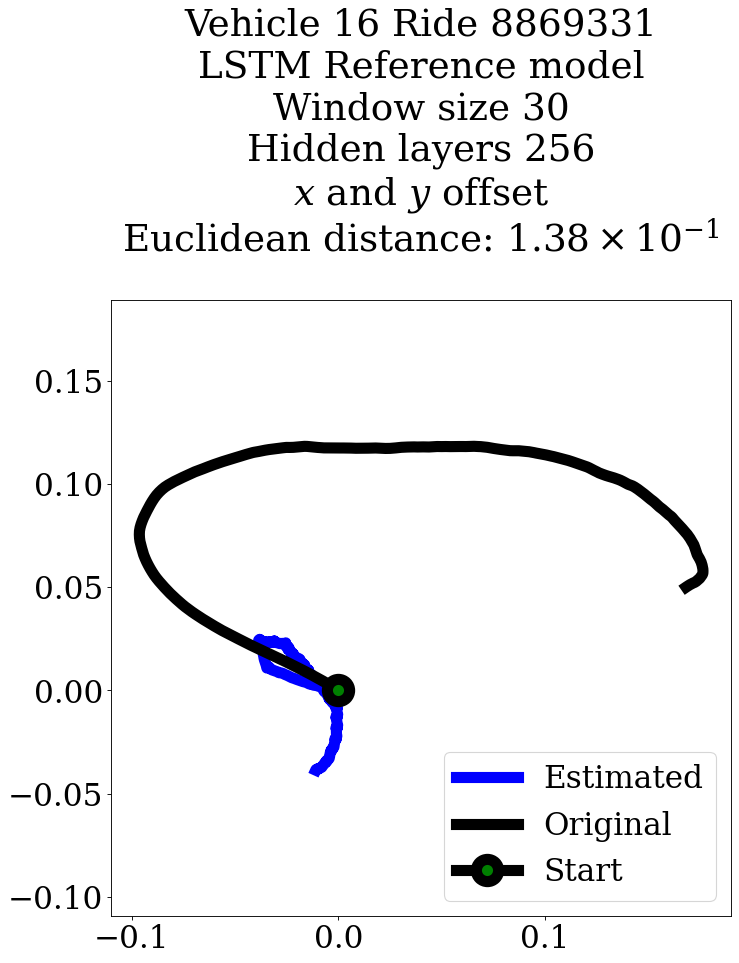 Vehicle 16 Ride 8869331
LSTM Reference model
Window size 30
Hidden layers 256
x and y offset
Euclidean distance: 1.38 × 10⁻¹
0.15
0.10
0.05
0.00
−0.05
−0.10
−0.1
0.0
0.1
Estimated
Original
Start